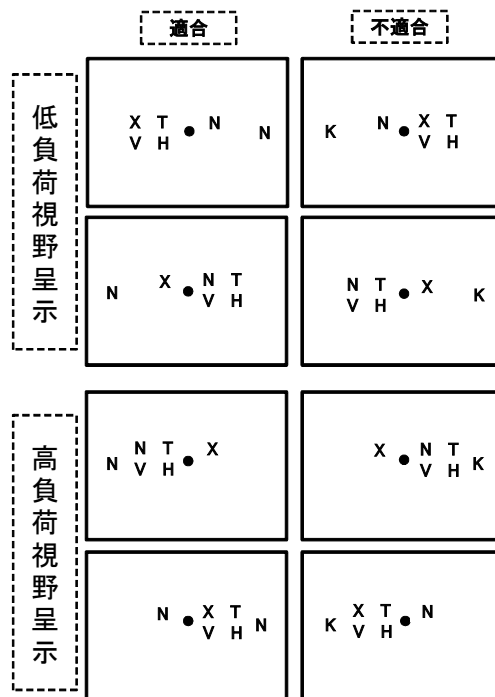 適合 不適合
低負荷視野呈示
X T N
V H N
K N X T
V H
N X N T
V H
N T X K
V H
高負荷視野呈示
N T X
N V H
X N T
V H K
N X T
V H N
K X T N
V H